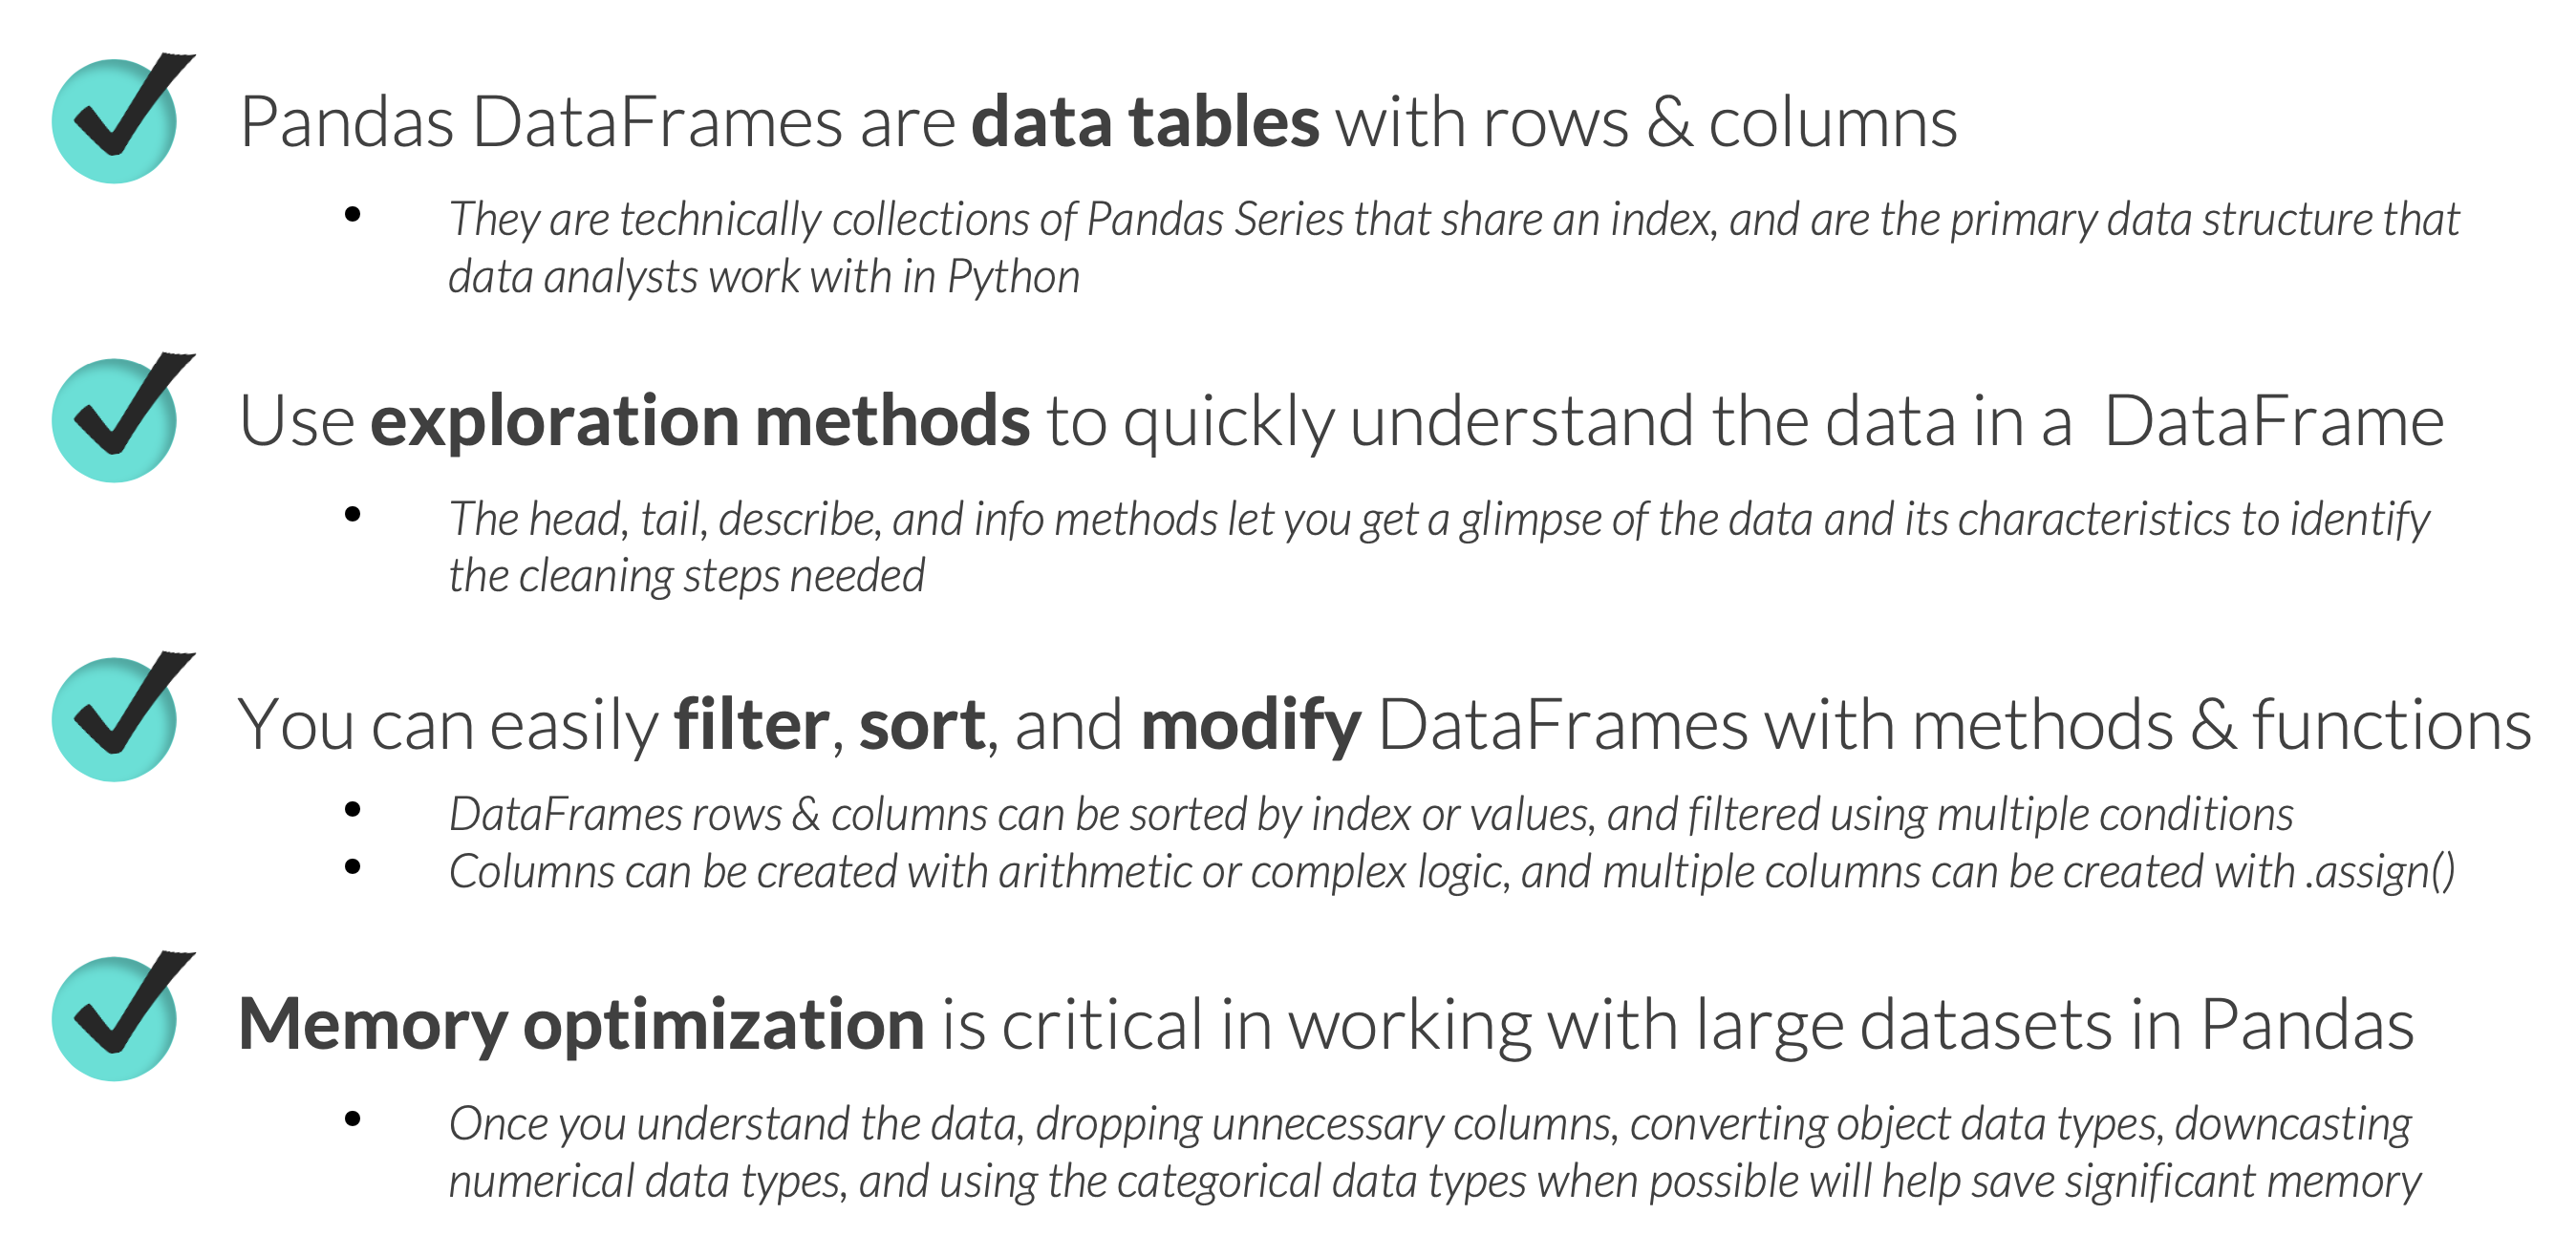 Pandas DataFrames are data tables with rows & columns
• They are technically collections of Pandas Series that share an index, and are the primary data structure that
data analysts work with in Python
Use exploration methods to quickly understand the data in a DataFrame
• The head, tail, describe, and info methods let you get a glimpse of the data and its characteristics to identify
the cleaning steps needed
You can easily filter, sort, and modify DataFrames with methods & functions
• DataFrames rows & columns can be sorted by index or values, and filtered using multiple conditions
• Columns can be created with arithmetic or complex logic, and multiple columns can be created with .assign()
Memory optimization is critical in working with large datasets in Pandas
• Once you understand the data, dropping unnecessary columns, converting object data types, downcasting
numerical data types, and using the categorical data types when possible will help save significant memory